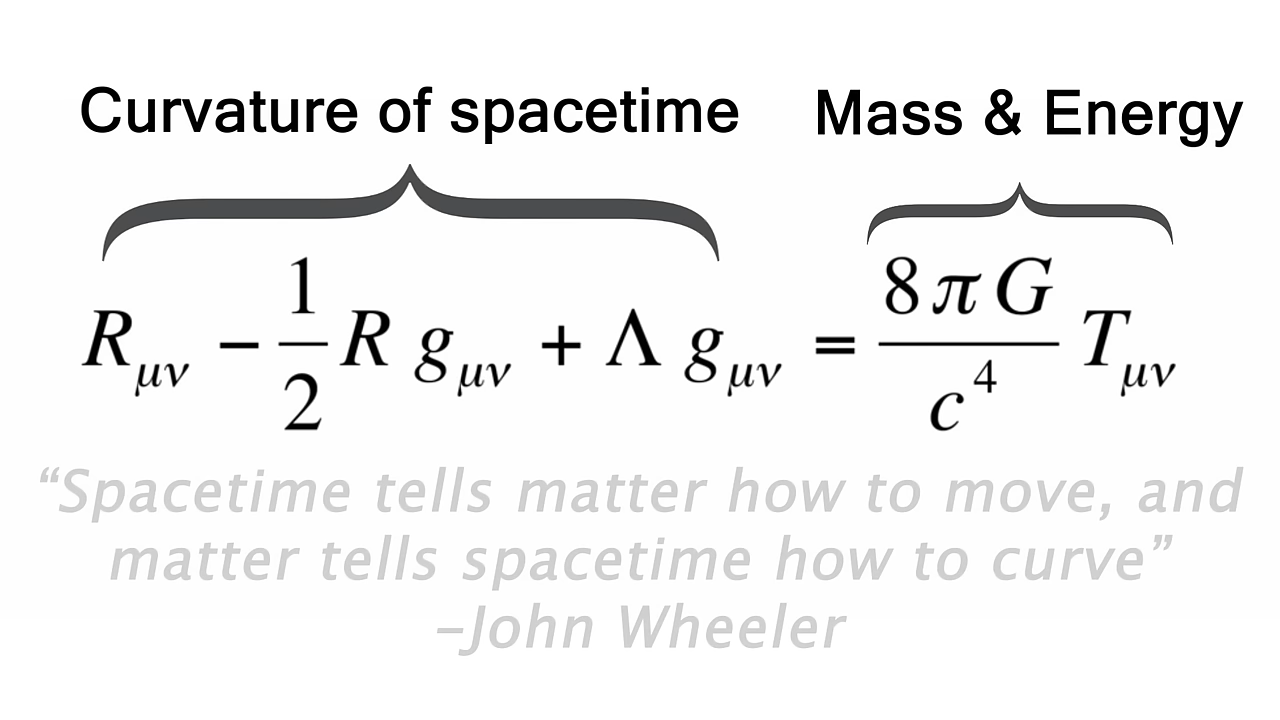 Curvature of spacetime Mass & Energy
R_μν − 1/2 R g_μν + Λ g_μν = 8πG/c⁴ T_μν
“Spacetime tells matter how to move, and
matter tells spacetime how to curve”
–John Wheeler